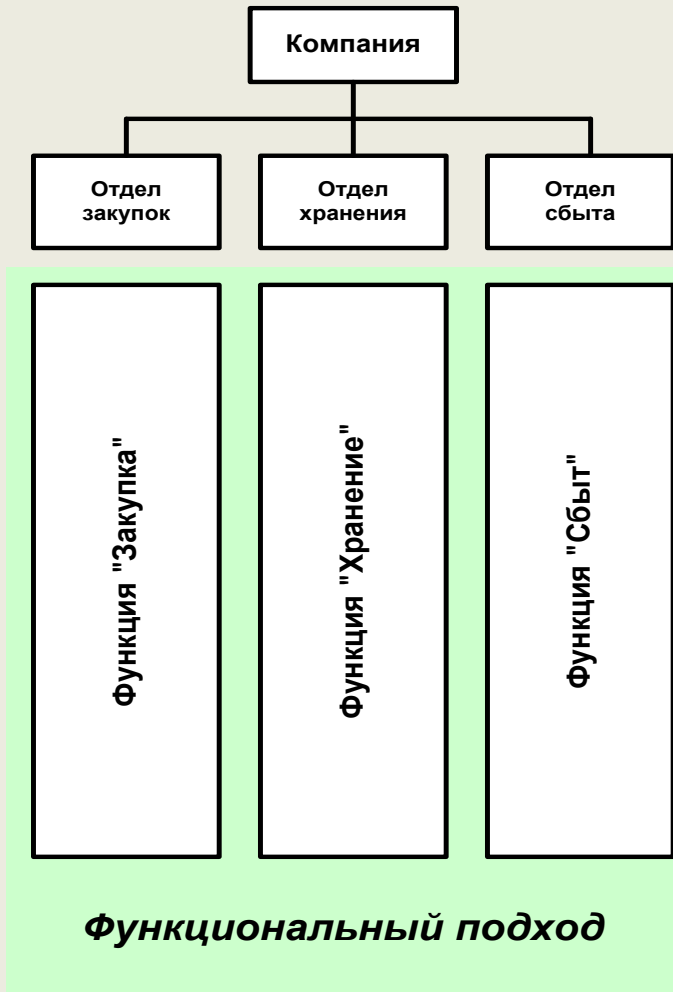 Компания
Отдел
закупок
Отдел
хранения
Отдел
сбыта
Функция "Закупка"
Функция "Хранение"
Функция "Сбыт"
Функциональный подход